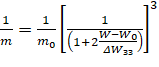 1/m = 1/m₀ [1/(1+2 (W−W₀)/ΔW₃₃)]³